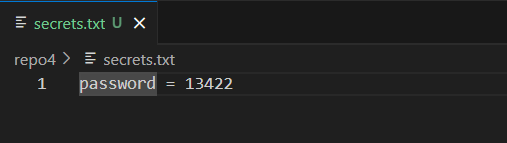 secrets.txt U
repo4 > secrets.txt
1 password = 13422